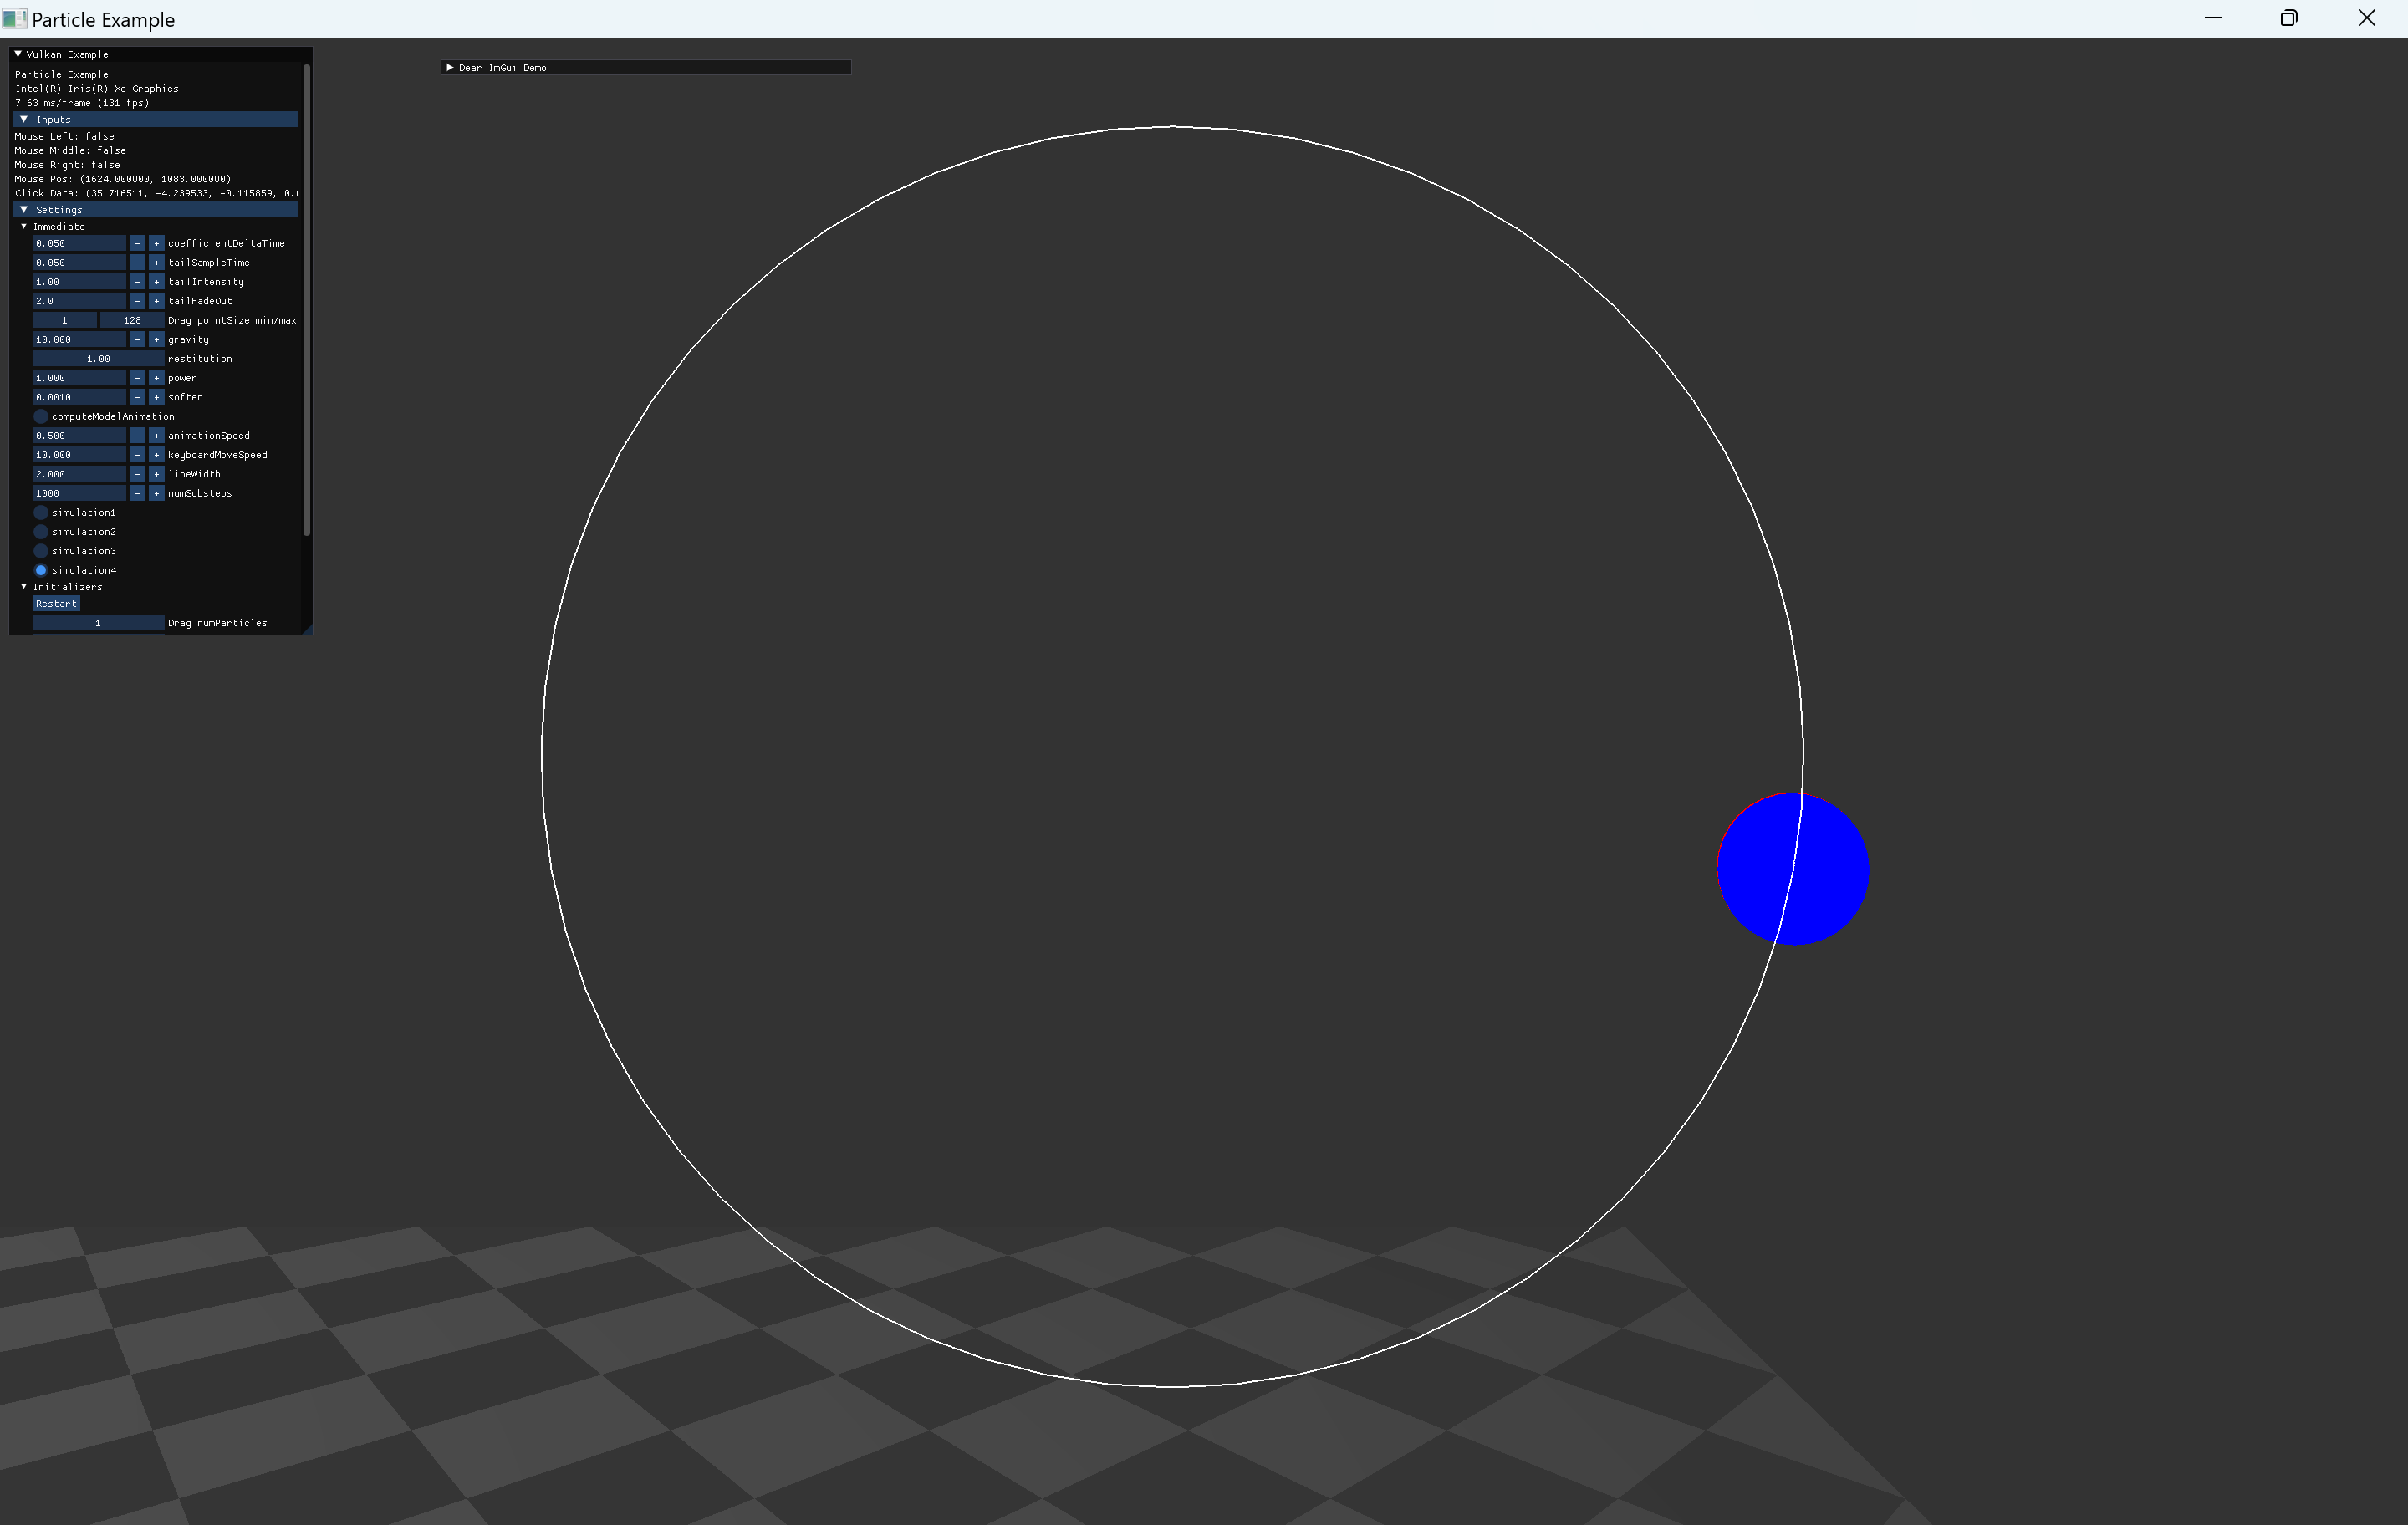 Particle Example
Vulkan Example
Dear ImGui Demo
Particle Example
Intel(R) Iris(R) Xe Graphics
7.63 ms/frame (131 fps)
Inputs
Mouse Left: false
Mouse Middle: false
Mouse Right: false
Mouse Pos: (1624.000000, 1083.000000)
Click Data: (35.716511, -4.239533, -0.115859, 0.0
Settings
Immediate
0.050 - + coefficientDeltaTime
0.050 - + tailSampleTime
1.00 - + tailIntensity
2.0 - + tailFadeOut
1 128 Drag pointSize min/max
10.000 - + gravity
1.00 restitution
1.000 - + power
0.0010 - + soften
computeModelAnimation
0.500 - + animationSpeed
10.000 - + keyboardMoveSpeed
2.000 - + lineWidth
1000 - + numSubsteps
simulation1
simulation2
simulation3
simulation4
Initializers
Restart
1 Drag numParticles